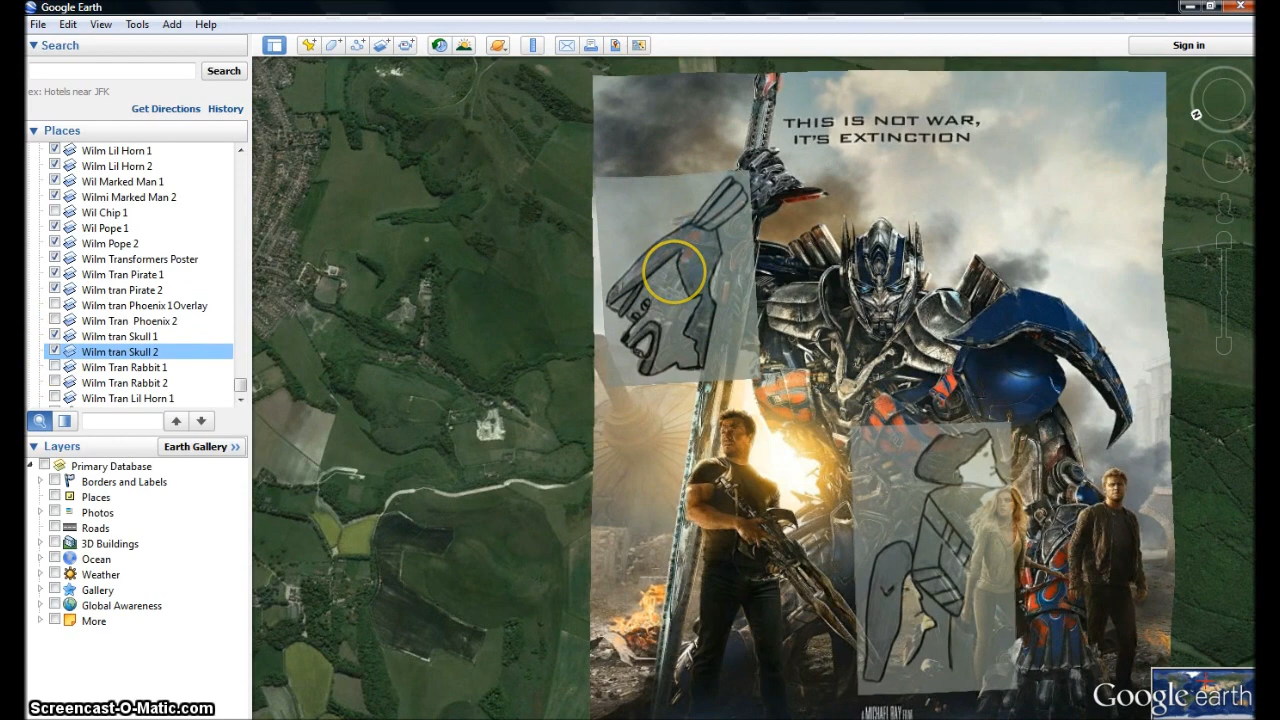 Google Earth
File Edit View Tools Add Help
Search
Sign in
Search
ex: Hotels near JFK
Get Directions History
Places
Wilm Lil Horn 1
Wilm Lil Horn 2
Wil Marked Man 1
Wilmi Marked Man 2
Wil Chip 1
Wil Pope 1
Wilm Pope 2
Wilm Transformers Poster
Wilm Tran Pirate 1
Wilm tran Pirate 2
Wilm tran Phoenix 1Overlay
Wilm Tran Phoenix 2
Wilm tran Skull 1
Wilm tran Skull 2
Wilm Tran Rabbit 1
Wilm Tran Rabbit 2
Wilm Tran Lil Horn 1
Layers
Earth Gallery >>
Primary Database
Borders and Labels
Places
Photos
Roads
3D Buildings
Ocean
Weather
Gallery
Global Awareness
More
THIS IS NOT WAR,
IT'S EXTINCTION
A MICHAEL BAY FILM
Google earth
Screencast-O-Matic.com